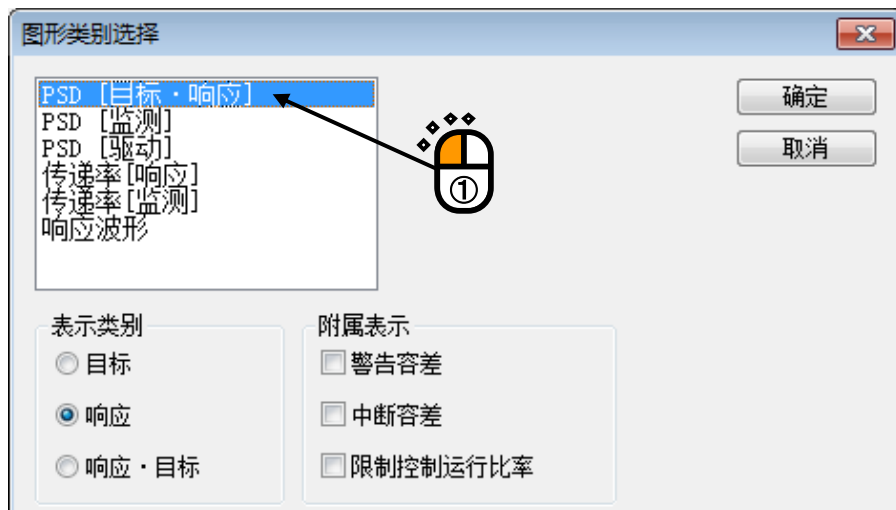 图形类别选择
PSD [目标・响应]
PSD [监测]
PSD [驱动]
传递率[响应]
传递率[监测]
响应波形
确定
取消
①
表示类别
目标
响应
响应・目标
附属表示
警告容差
中断容差
限制控制运行比率